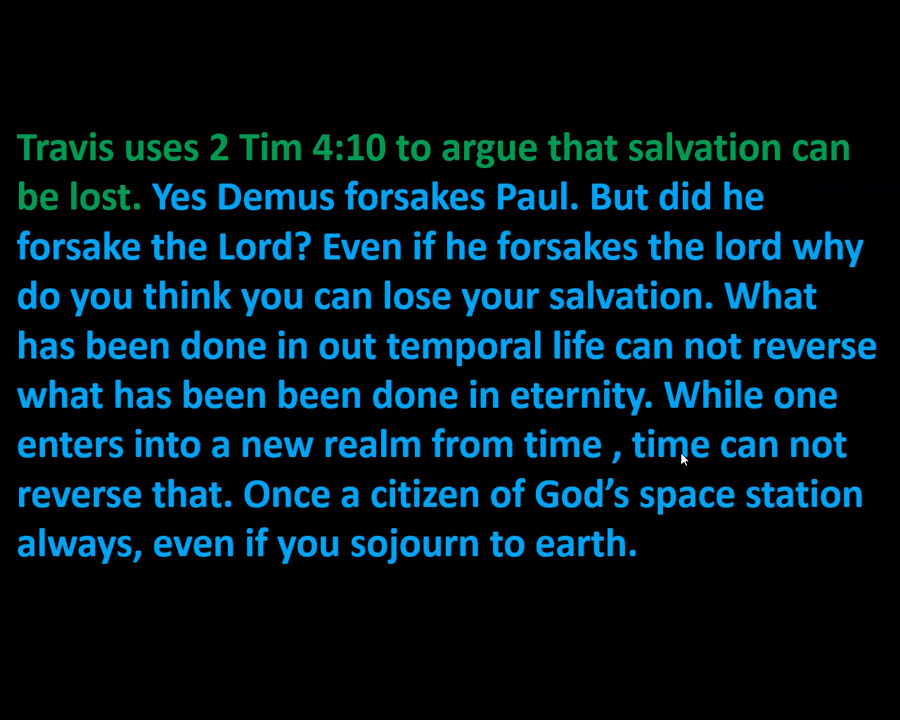 Travis uses 2 Tim 4:10 to argue that salvation can
be lost. Yes Demus forsakes Paul. But did he
forsake the Lord? Even if he forsakes the lord why
do you think you can lose your salvation. What
has been done in out temporal life can not reverse
what has been been done in eternity. While one
enters into a new realm from time , time can not
reverse that. Once a citizen of God’s space station
always, even if you sojourn to earth.